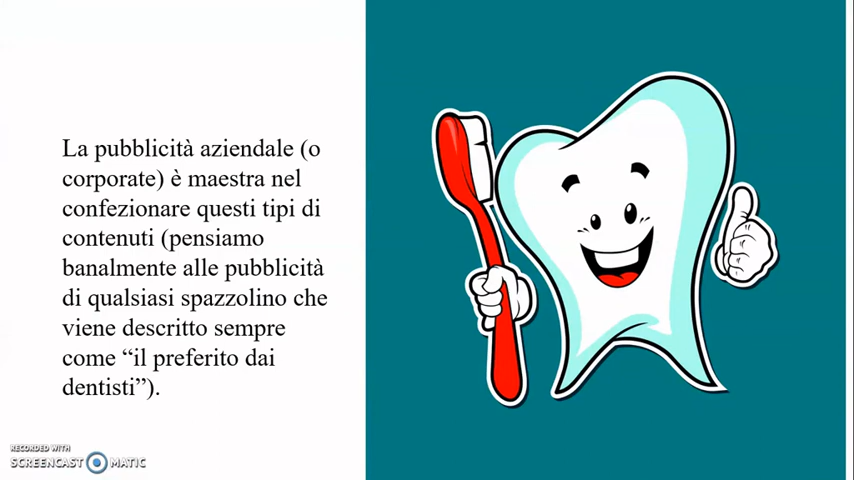 La pubblicità aziendale (o
corporate) è maestra nel
confezionare questi tipi di
contenuti (pensiamo
banalmente alle pubblicità
di qualsiasi spazzolino che
viene descritto sempre
come “il preferito dai
dentisti”).
RECORDED WITH
SCREENCAST MATIC